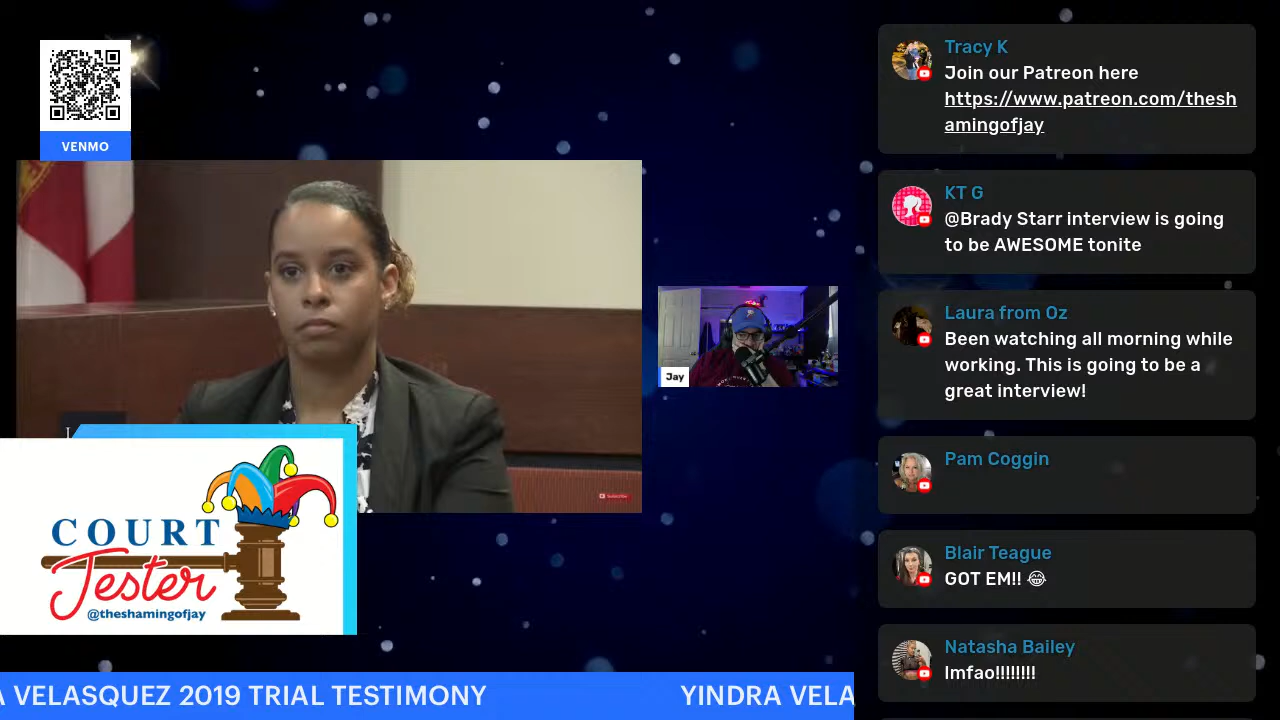 VENMO
Jay
Subscribe
COURT
Jester
@theshamingofjay
A VELASQUEZ 2019 TRIAL TESTIMONY
YINDRA VELA
Tracy K
Join our Patreon here
https://www.patreon.com/thesh
amingofjay
KT G
@Brady Starr interview is going
to be AWESOME tonite
Laura from Oz
Been watching all morning while
working. This is going to be a
great interview!
Pam Coggin
Blair Teague
GOT EM!! 😂
Natasha Bailey
lmfao!!!!!!!!